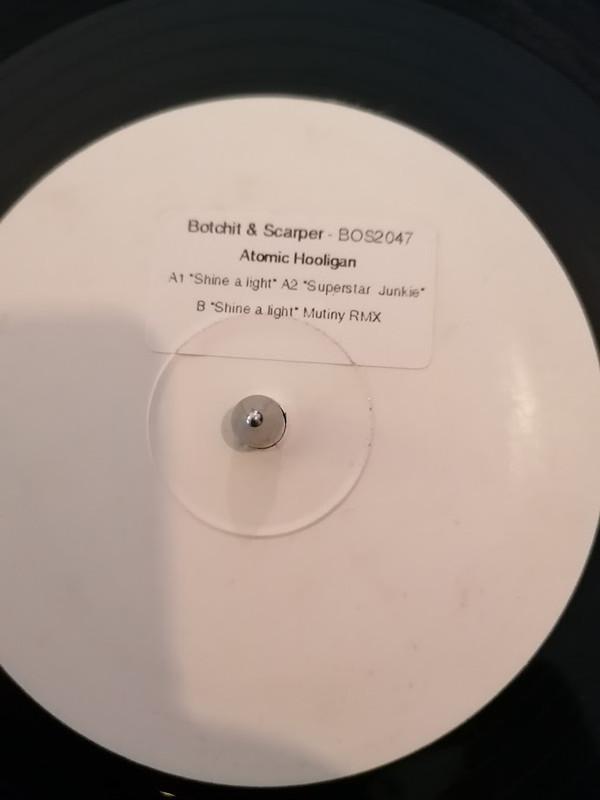 Botchit & Scarper - BOS2047
Atomic Hooligan
A1 "Shine a light" A2 "Superstar Junkie"
B "Shine a light" Mutiny RMX